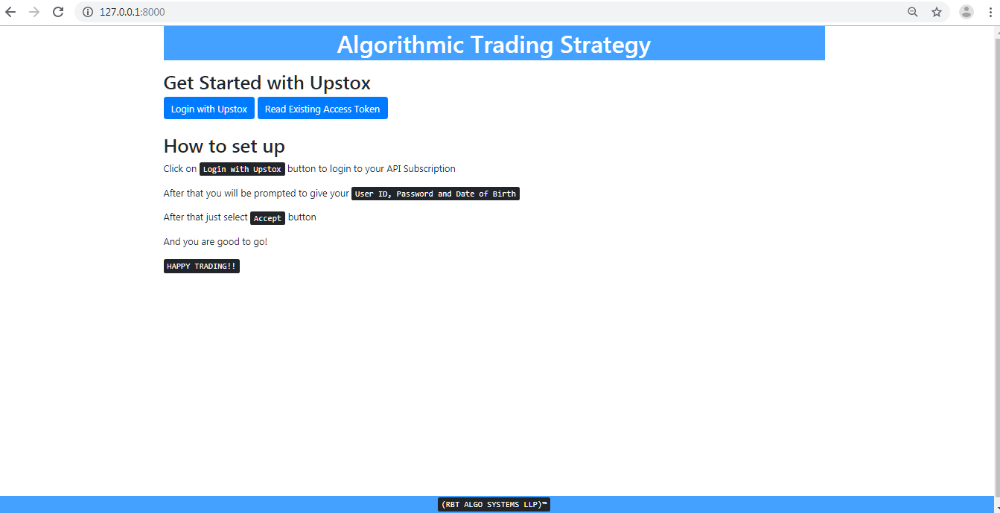 127.0.0.1:8000
Algorithmic Trading Strategy
Get Started with Upstox
Login with Upstox Read Existing Access Token
How to set up
Click on Login with Upstox button to login to your API Subscription
After that you will be prompted to give your User ID, Password and Date of Birth
After that just select Accept button
And you are good to go!
HAPPY TRADING!!
(RBT ALGO SYSTEMS LLP)™